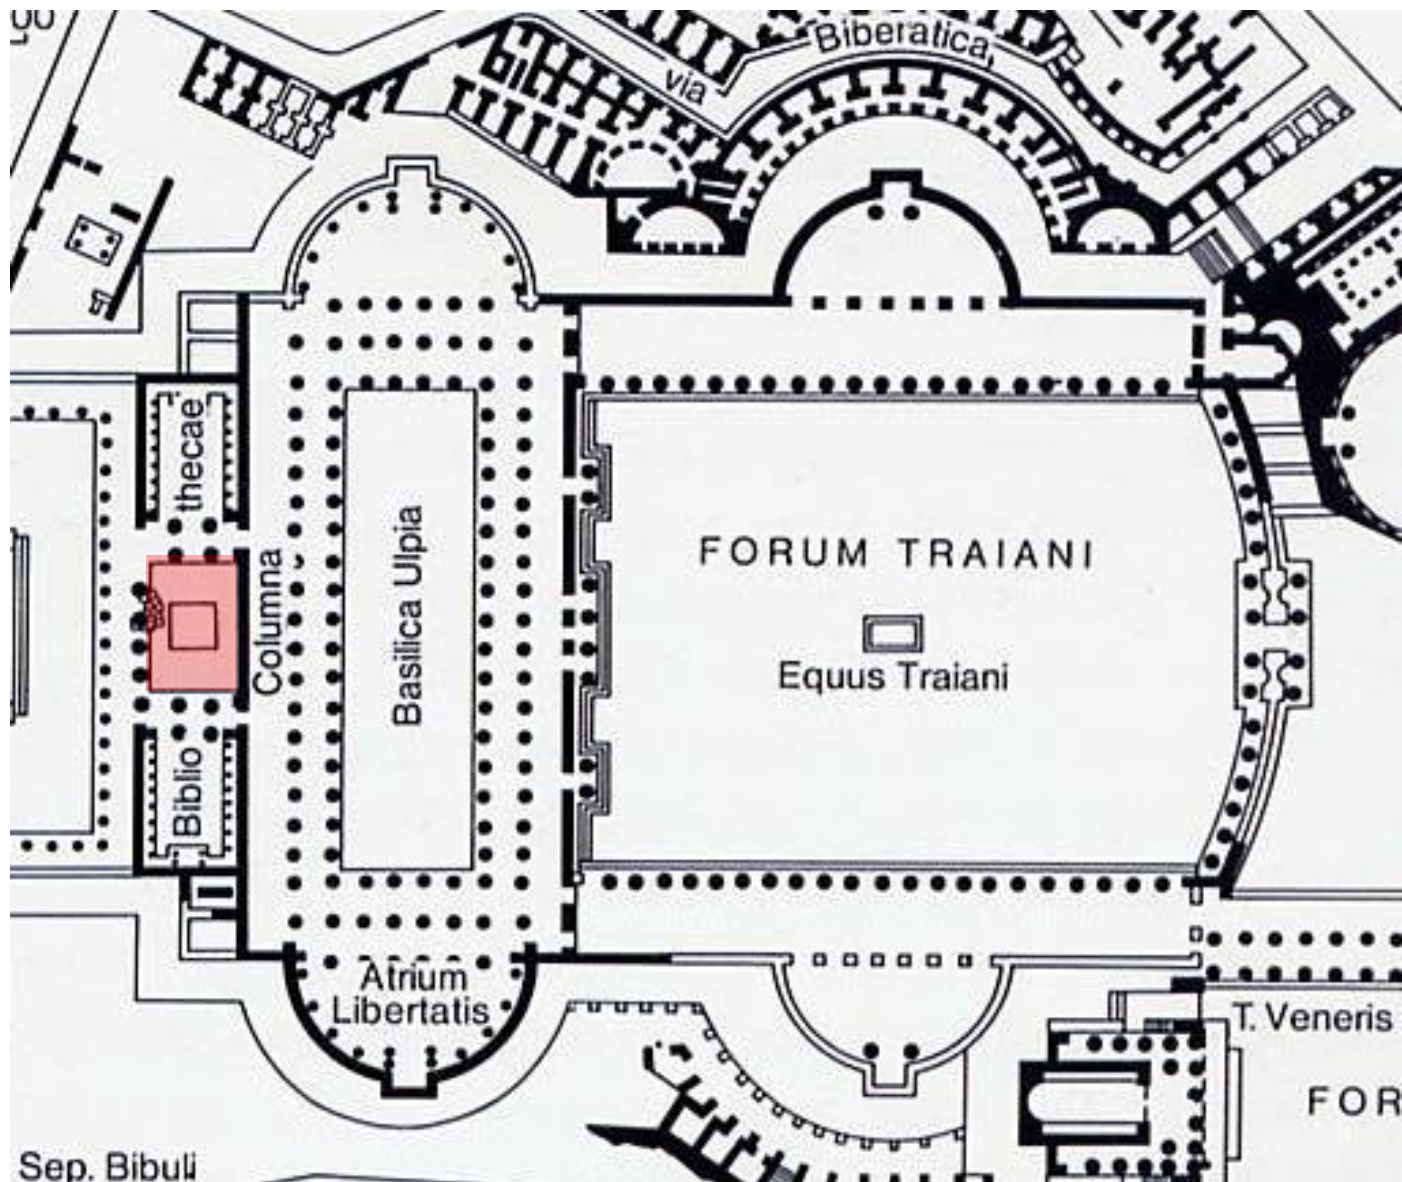 Biberatica
via
thecae
Columna
Basilica Ulpia
FORUM TRAIANI
Equus Traiani
Biblio
Atrium
Libertatis
T. Veneris
FOR
Sep. Bibuli